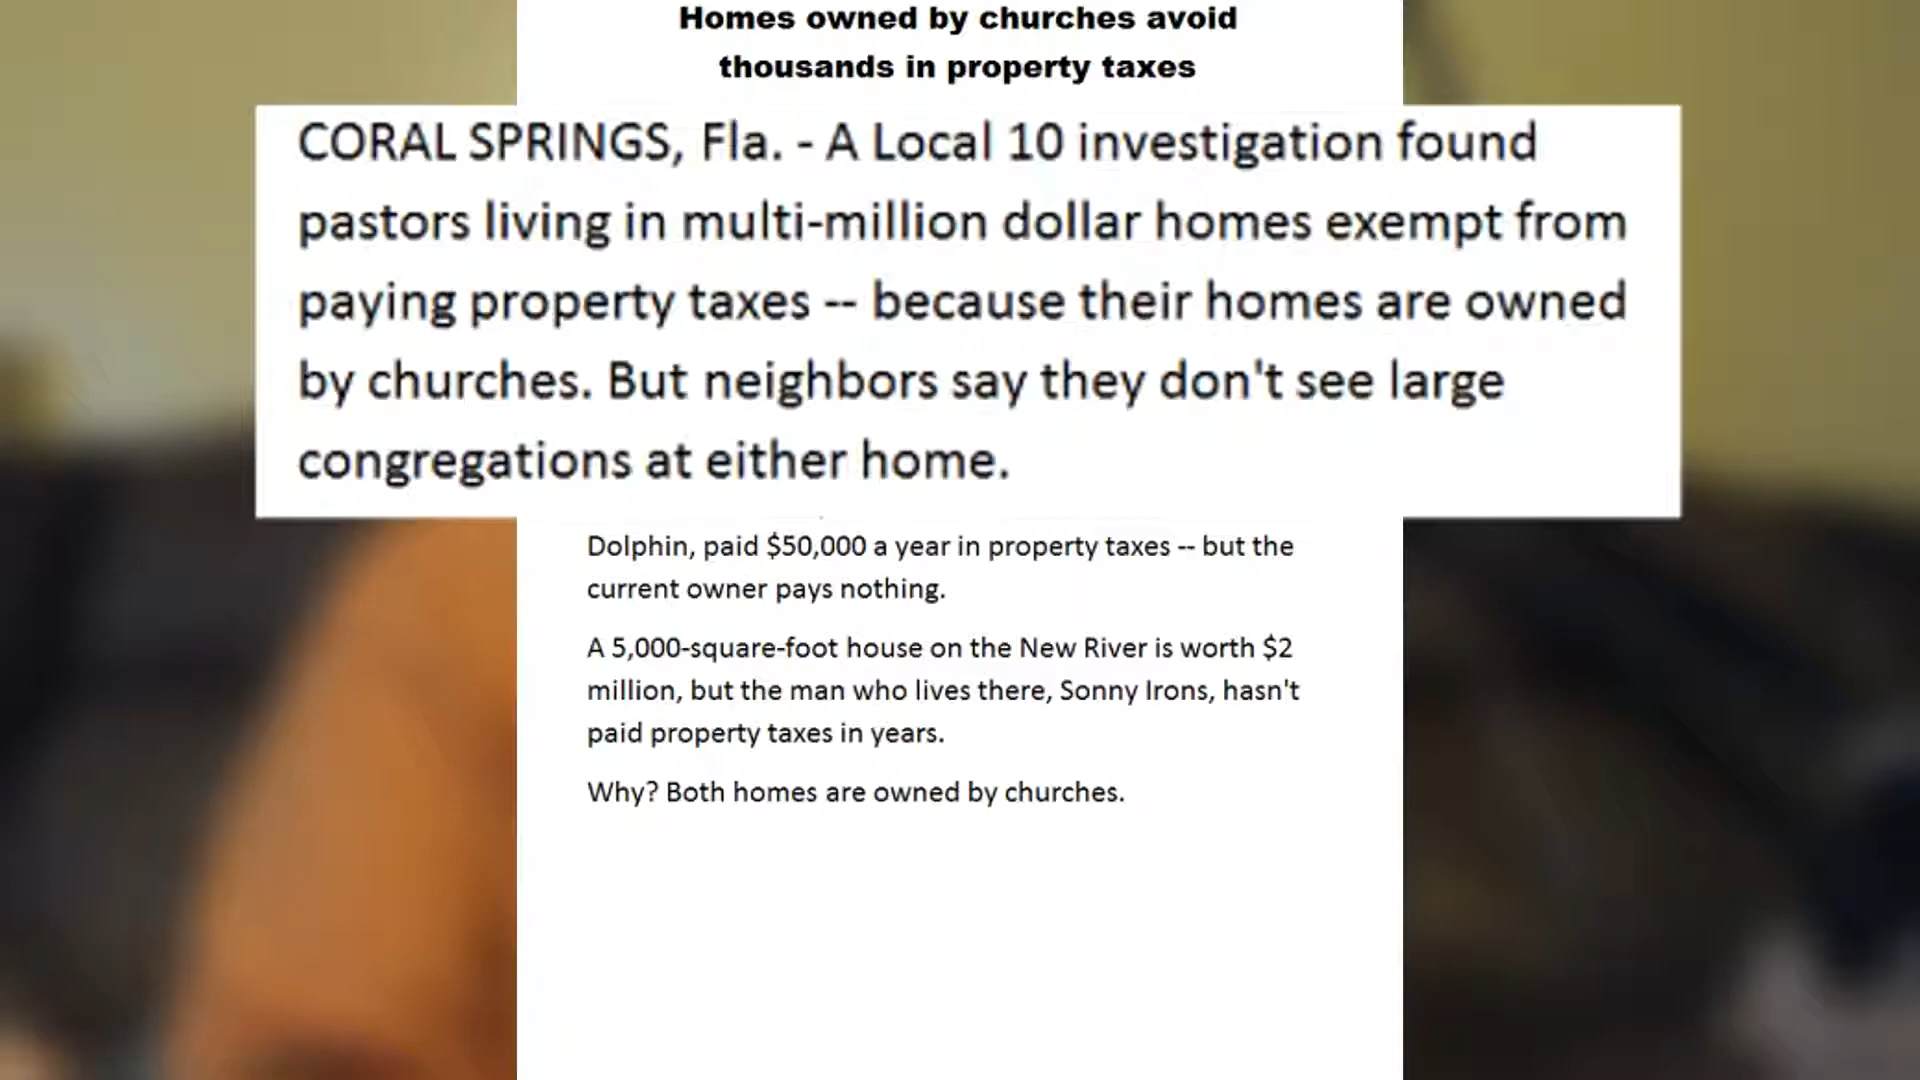 Homes owned by churches avoid
thousands in property taxes
CORAL SPRINGS, Fla. - A Local 10 investigation found
pastors living in multi-million dollar homes exempt from
paying property taxes -- because their homes are owned
by churches. But neighbors say they don't see large
congregations at either home.
Dolphin, paid $50,000 a year in property taxes -- but the
current owner pays nothing.
A 5,000-square-foot house on the New River is worth $2
million, but the man who lives there, Sonny Irons, hasn't
paid property taxes in years.
Why? Both homes are owned by churches.